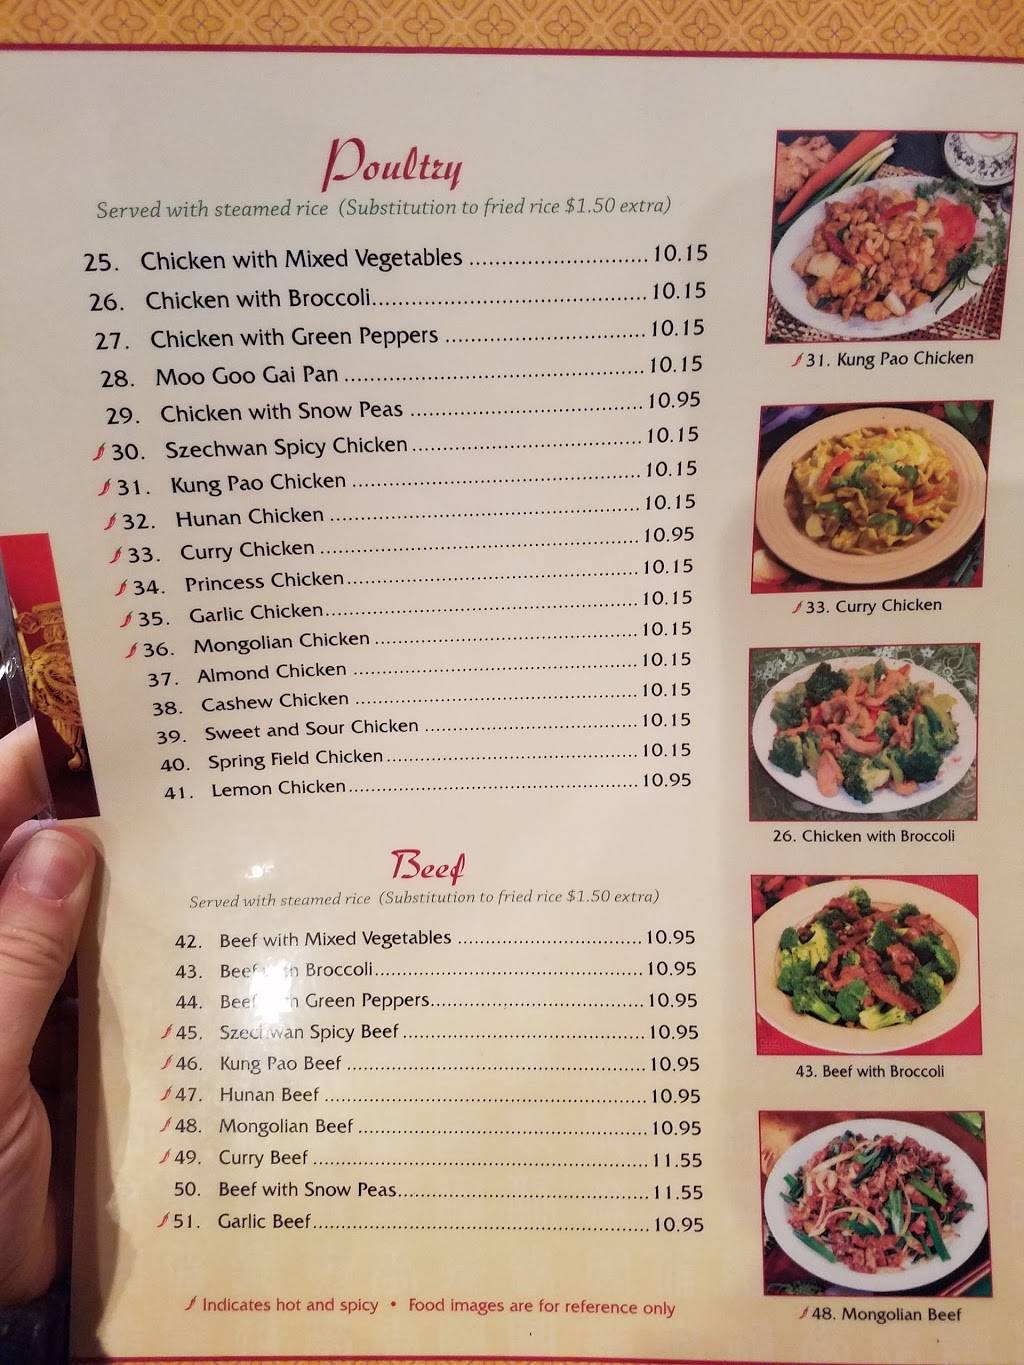 Poultry
Served with steamed rice (Substitution to fried rice $1.50 extra)
25. Chicken with Mixed Vegetables 10.15
26. Chicken with Broccoli 10.15
27. Chicken with Green Peppers 10.15
28. Moo Goo Gai Pan 10.15
29. Chicken with Snow Peas 10.95
30. Szechwan Spicy Chicken 10.15
31. Kung Pao Chicken 10.15
32. Hunan Chicken 10.15
33. Curry Chicken 10.95
34. Princess Chicken 10.15
35. Garlic Chicken 10.15
36. Mongolian Chicken 10.15
37. Almond Chicken 10.15
38. Cashew Chicken 10.15
39. Sweet and Sour Chicken 10.15
40. Spring Field Chicken 10.15
41. Lemon Chicken 10.95
Beef
Served with steamed rice (Substitution to fried rice $1.50 extra)
42. Beef with Mixed Vegetables 10.95
43. Beef with Broccoli 10.95
44. Beef with Green Peppers 10.95
45. Szechwan Spicy Beef 10.95
46. Kung Pao Beef 10.95
47. Hunan Beef 10.95
48. Mongolian Beef 10.95
49. Curry Beef 11.55
50. Beef with Snow Peas 11.55
51. Garlic Beef 10.95
Indicates hot and spicy • Food images are for reference only
31. Kung Pao Chicken
33. Curry Chicken
26. Chicken with Broccoli
43. Beef with Broccoli
48. Mongolian Beef